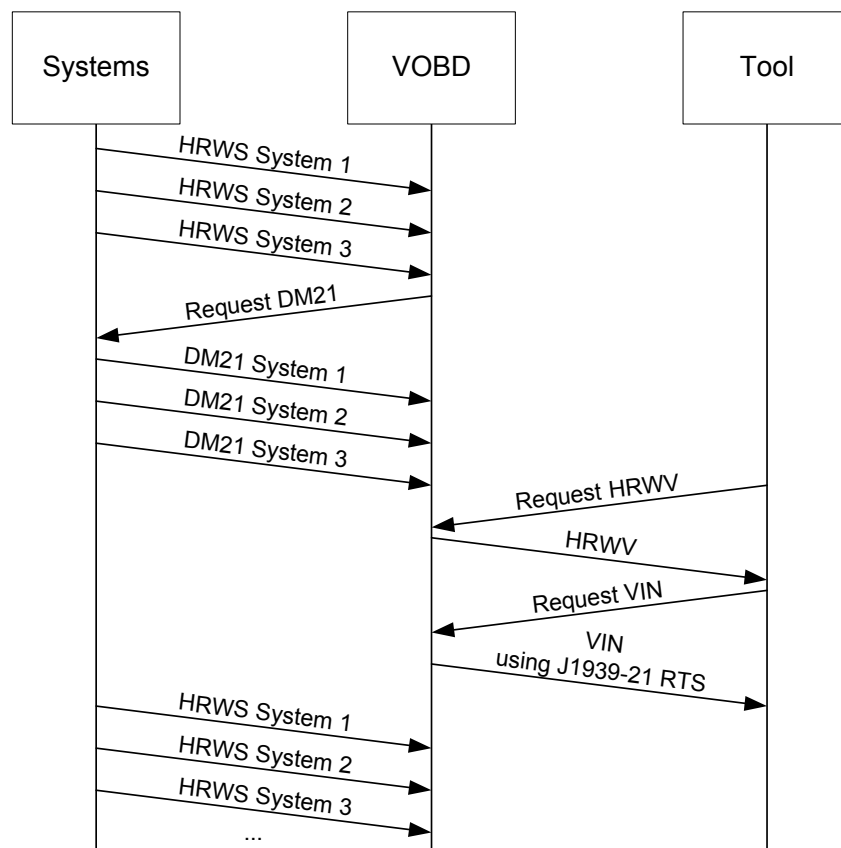 Systems
VOBD
Tool
HRWS System 1
HRWS System 2
HRWS System 3
Request DM21
DM21 System 1
DM21 System 2
DM21 System 3
Request HRWV
HRWV
Request VIN
VIN
using J1939-21 RTS
HRWS System 1
HRWS System 2
HRWS System 3
...